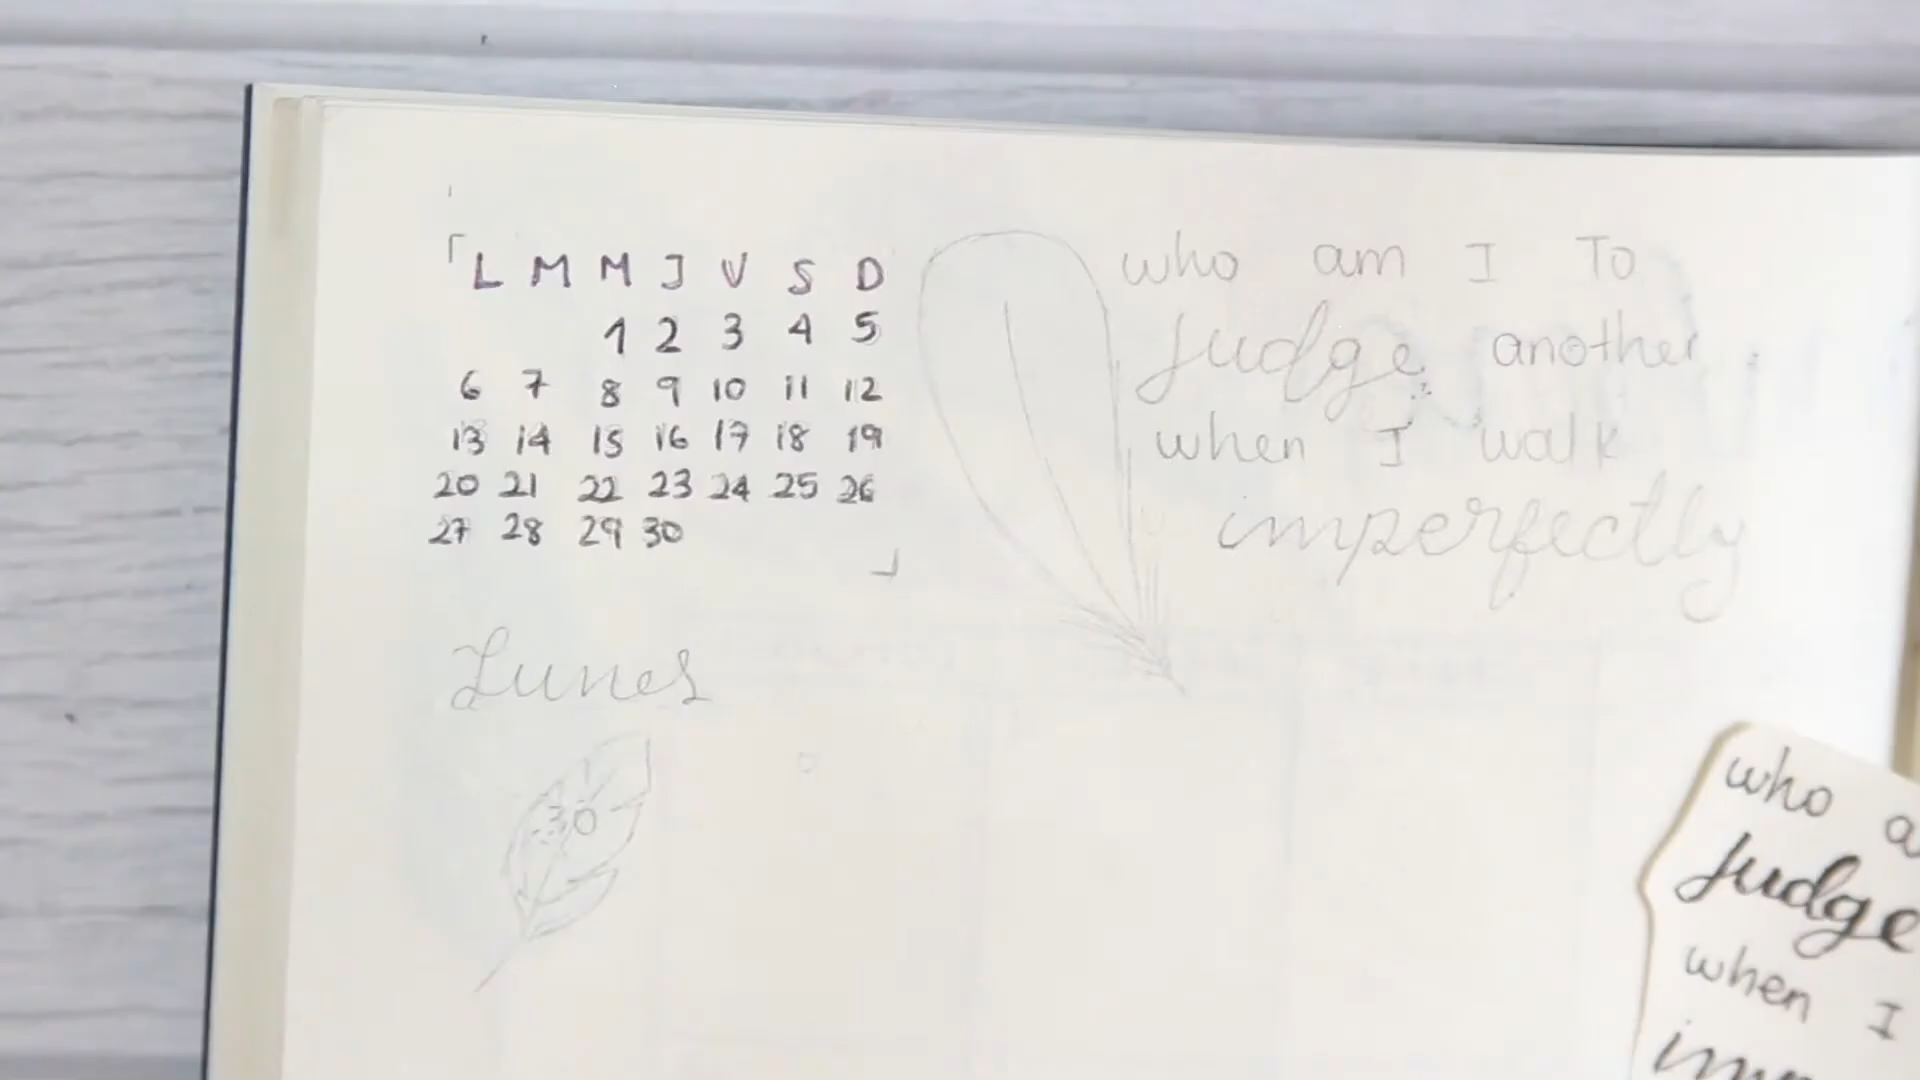 L M M J V S D
1 2 3 4 5
6 7 8 9 10 11 12
13 14 15 16 17 18 19
20 21 22 23 24 25 26
27 28 29 30
who am I To
judge another
when I walk
imperfectly
Lunes
who a
judge
when I